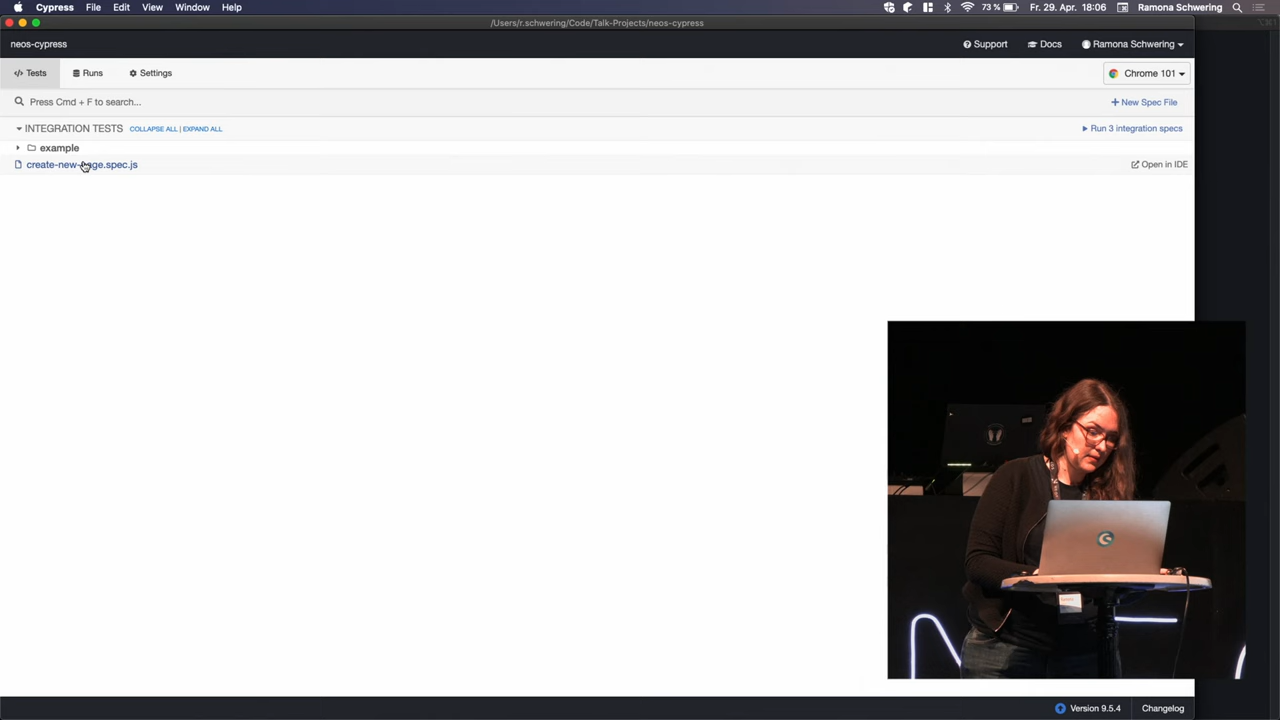 Cypress File Edit View Window Help 73 % Fr. 29. Apr. 18:06 Ramona Schwering
/Users/r.schwering/Code/Talk-Projects/neos-cypress
neos-cypress Support Docs Ramona Schwering
</> Tests Runs Settings Chrome 101
Press Cmd + F to search... + New Spec File
INTEGRATION TESTS COLLAPSE ALL | EXPAND ALL Run 3 integration specs
example
create-new-page.spec.js Open in IDE
Version 9.5.4 Changelog